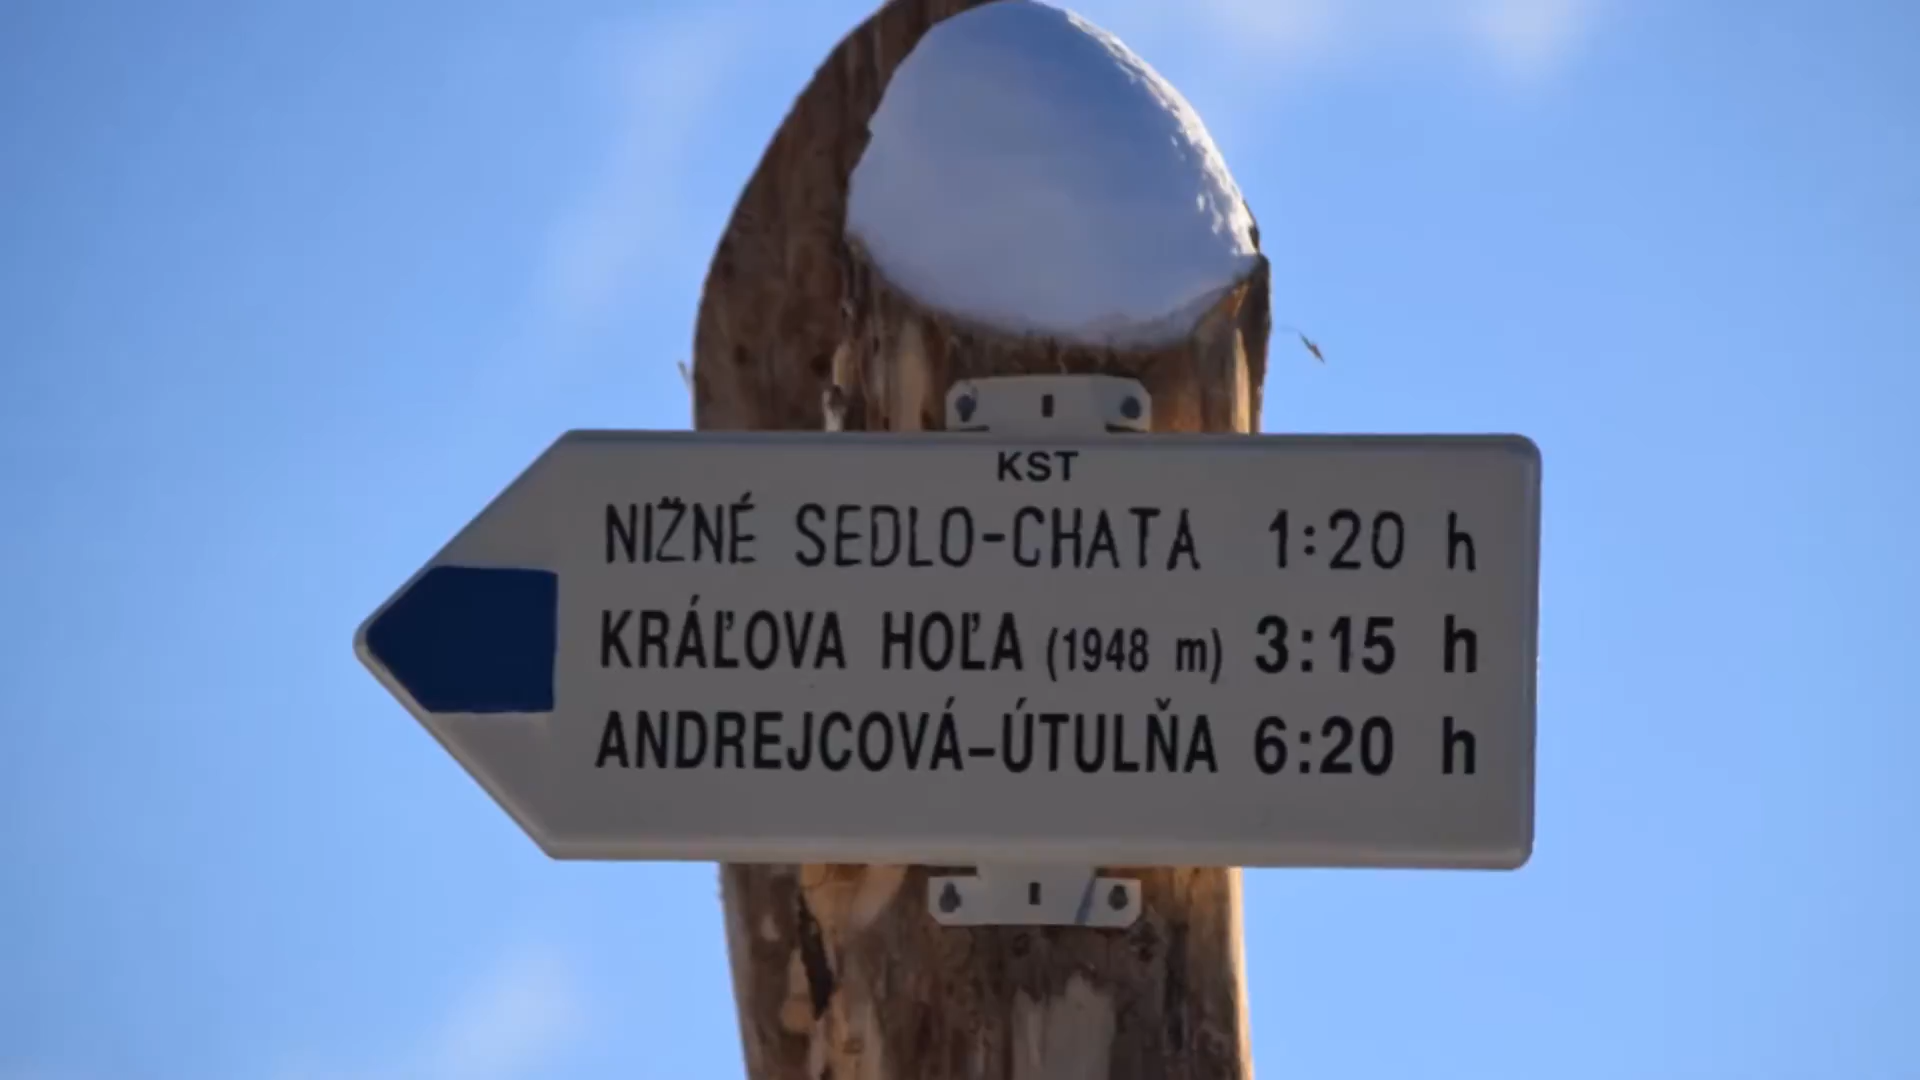 KST
NIŽNÉ SEDLO-CHATA 1:20 h
KRÁĽOVA HOĽA (1948 m) 3:15 h
ANDREJCOVÁ-ÚTULŇA 6:20 h